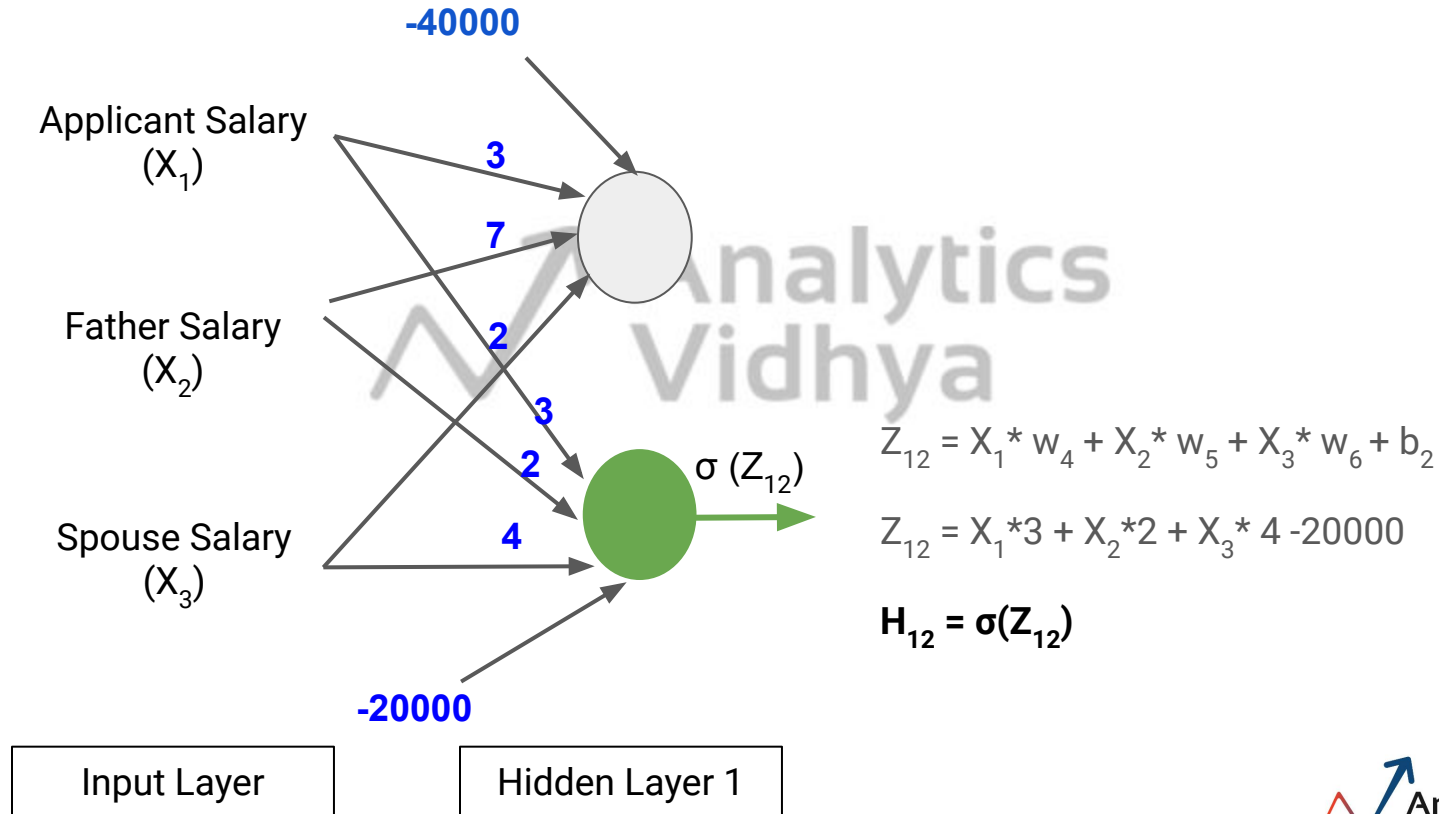 -40000
Applicant Salary
(X₁)
3
7
Analytics
Vidhya
Father Salary
(X₂)
2
3
2
σ (Z₁₂)
Z₁₂ = X₁* w₄ + X₂* w₅ + X₃* w₆ + b₂
Z₁₂ = X₁*3 + X₂*2 + X₃* 4 -20000
Spouse Salary
(X₃)
4
H₁₂ = σ(Z₁₂)
-20000
Input Layer
Hidden Layer 1